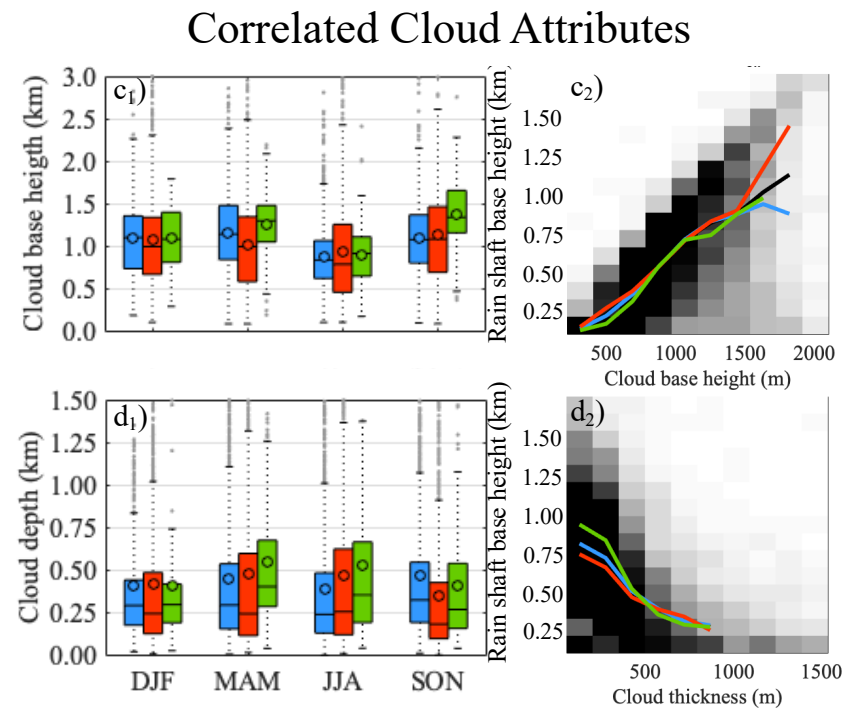 Correlated Cloud Attributes
c1)
Cloud base heigth (km)
3.0
2.5
2.0
1.5
1.0
0.5
0.0
c2)
Rain shaft base height (km)
1.50
1.25
1.00
0.75
0.50
0.25
500 1000 1500 2000
Cloud base height (m)
d1)
Cloud depth (km)
1.50
1.25
1.00
0.75
0.50
0.25
0.00
DJF MAM JJA SON
d2)
Rain shaft base height (km)
1.50
1.25
1.00
0.75
0.50
0.25
500 1000 1500
Cloud thickness (m)